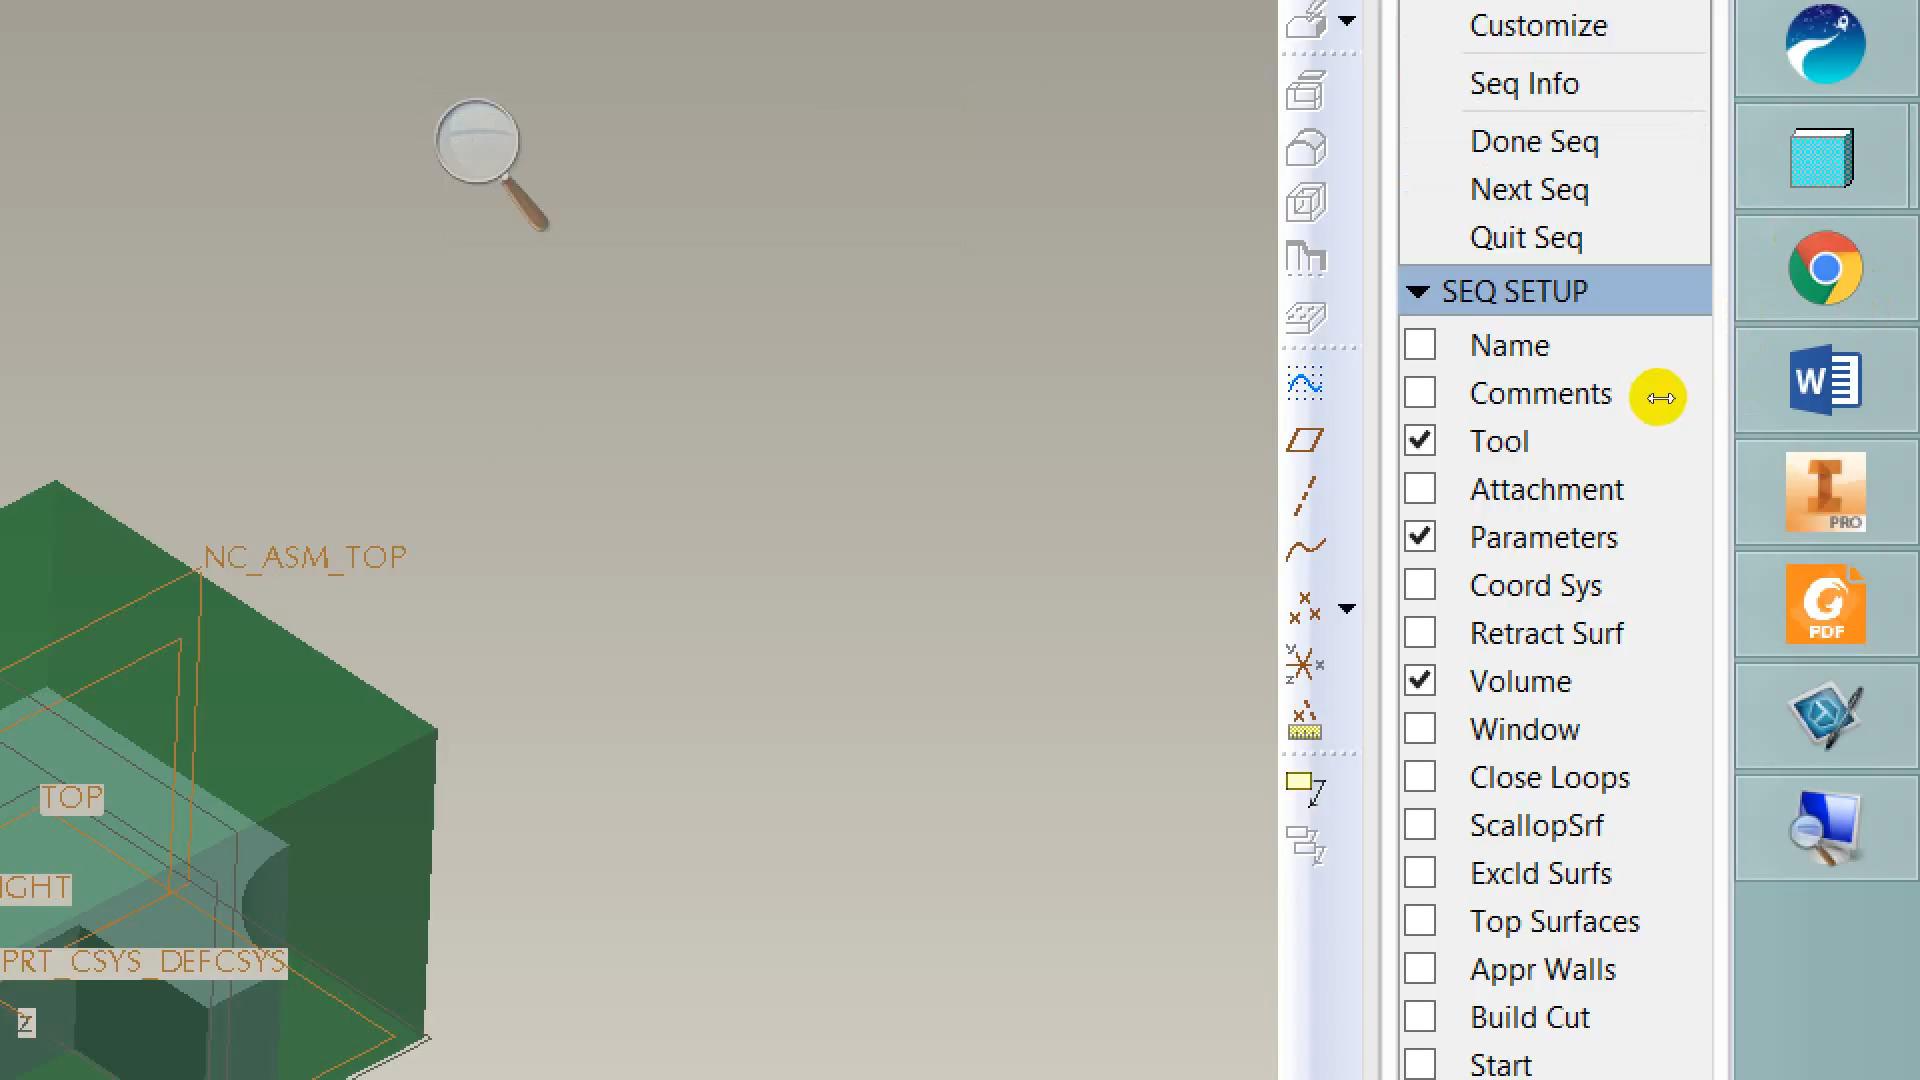 Customize
Seq Info
Done Seq
Next Seq
Quit Seq
SEQ SETUP
Name
Comments
Tool
Attachment
Parameters
Coord Sys
Retract Surf
Volume
Window
Close Loops
ScallopSrf
Excld Surfs
Top Surfaces
Appr Walls
Build Cut
Start
NC_ASM_TOP
TOP
IGHT
PRT_CSYS_DEFCSYS
Z
Y
X
Z
W
I
PRO
G
PDF